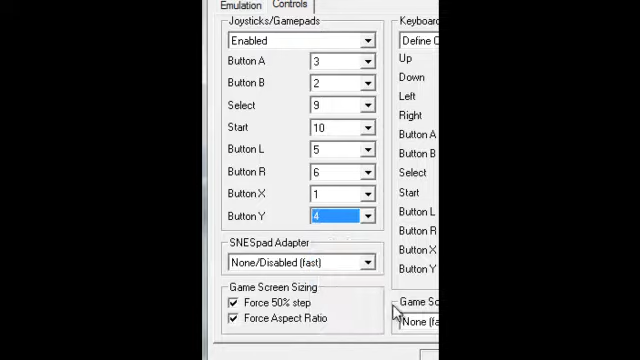 Emulation Controls
Joysticks/Gamepads
Enabled
Button A 3
Button B 2
Select 9
Start 10
Button L 5
Button R 6
Button X 1
Button Y 4
SNESpad Adapter
None/Disabled (fast)
Game Screen Sizing
Force 50% step
Force Aspect Ratio
Keyboard
Define
Up
Down
Left
Right
Button A
Button B
Select
Start
Button L
Button R
Button X
Button Y
Game
None